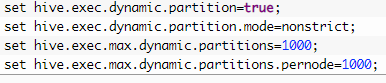 set hive.exec.dynamic.partition=true;
set hive.exec.dynamic.partition.mode=nonstrict;
set hive.exec.max.dynamic.partitions=1000;
set hive.exec.max.dynamic.partitions.pernode=1000;